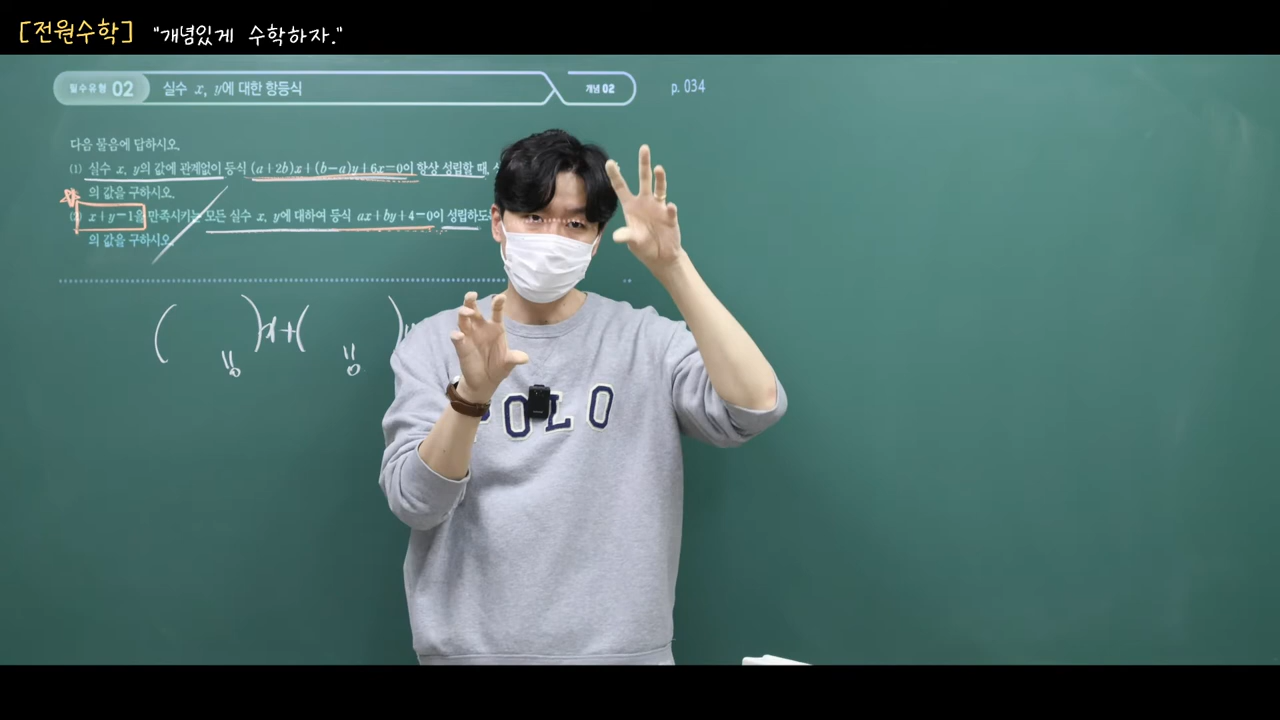 [전원수학] "개념있게 수학하자."
필수유형 02 실수 x, y에 대한 항등식 개념 02 p. 034
다음 물음에 답하시오.
(1) 실수 x, y의 값에 관계없이 등식 (a+2b)x+(b-a)y+6x=0이 항상 성립할 때,
의 값을 구하시오.
(2) x+y=1을 만족시키는 모든 실수 x, y에 대하여 등식 ax+by+4=0이 성립하도
의 값을 구하시오.
( )x+( )y
" 0 " 0
POLO